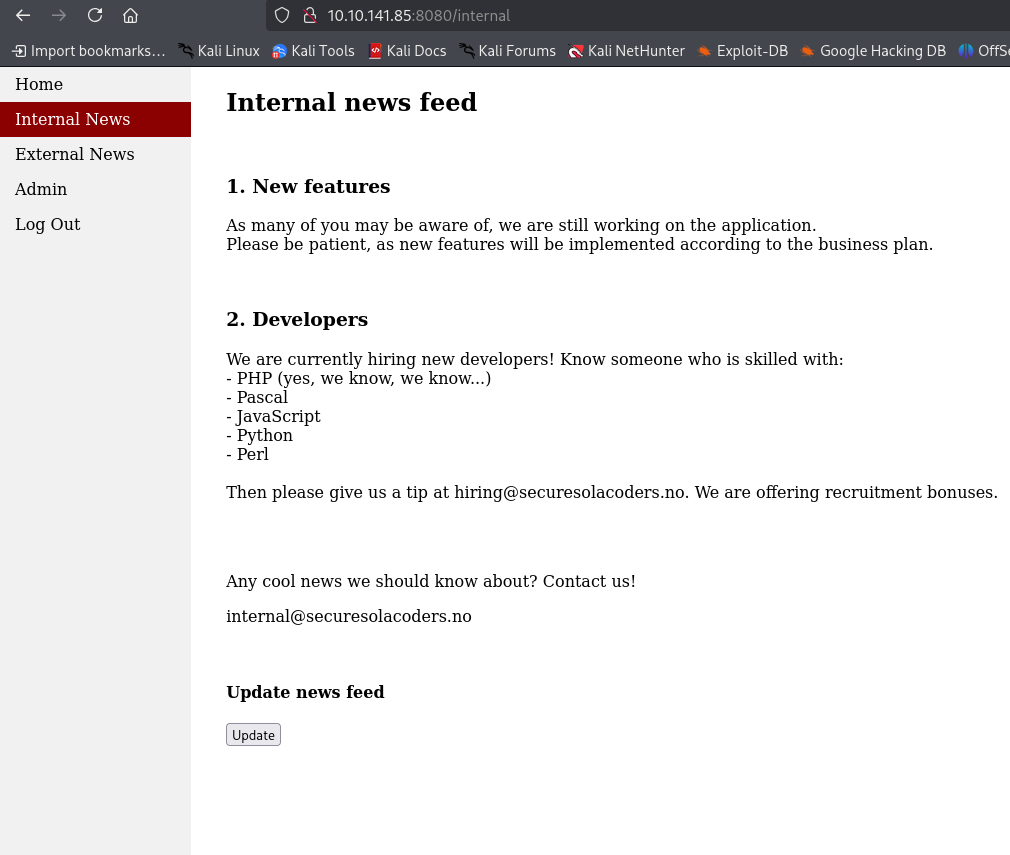 10.10.141.85:8080/internal
Import bookmarks… Kali Linux Kali Tools Kali Docs Kali Forums Kali NetHunter Exploit-DB Google Hacking DB OffSe
Home
Internal News
External News
Admin
Log Out
Internal news feed
1. New features
As many of you may be aware of, we are still working on the application.
Please be patient, as new features will be implemented according to the business plan.
2. Developers
We are currently hiring new developers! Know someone who is skilled with:
- PHP (yes, we know, we know...)
- Pascal
- JavaScript
- Python
- Perl
Then please give us a tip at hiring@securesolacoders.no. We are offering recruitment bonuses.
Any cool news we should know about? Contact us!
internal@securesolacoders.no
Update news feed
Update